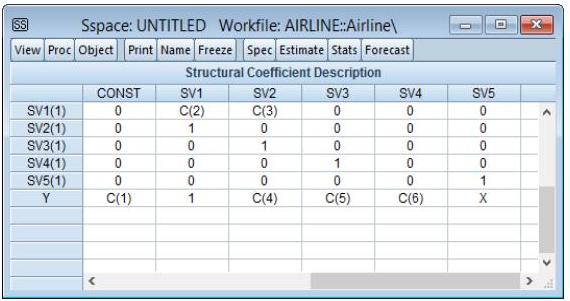 SS Sspace: UNTITLED Workfile: AIRLINE::Airline\
View Proc Object Print Name Freeze Spec Estimate Stats Forecast
Structural Coefficient Description
CONST SV1 SV2 SV3 SV4 SV5
SV1(1) 0 C(2) C(3) 0 0 0
SV2(1) 0 1 0 0 0 0
SV3(1) 0 0 1 0 0 0
SV4(1) 0 0 0 1 0 0
SV5(1) 0 0 0 0 0 1
Y C(1) 1 C(4) C(5) C(6) X